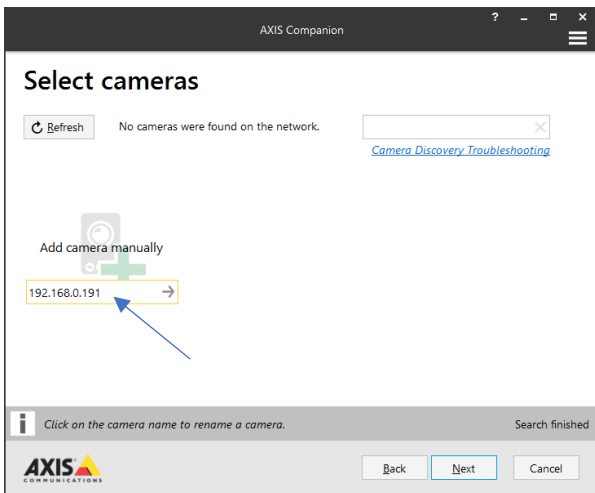 AXIS Companion
?
Select cameras
Refresh
No cameras were found on the network.
Camera Discovery Troubleshooting
Add camera manually
192.168.0.191
i
Click on the camera name to rename a camera.
Search finished
AXIS
COMMUNICATIONS
Back
Next
Cancel